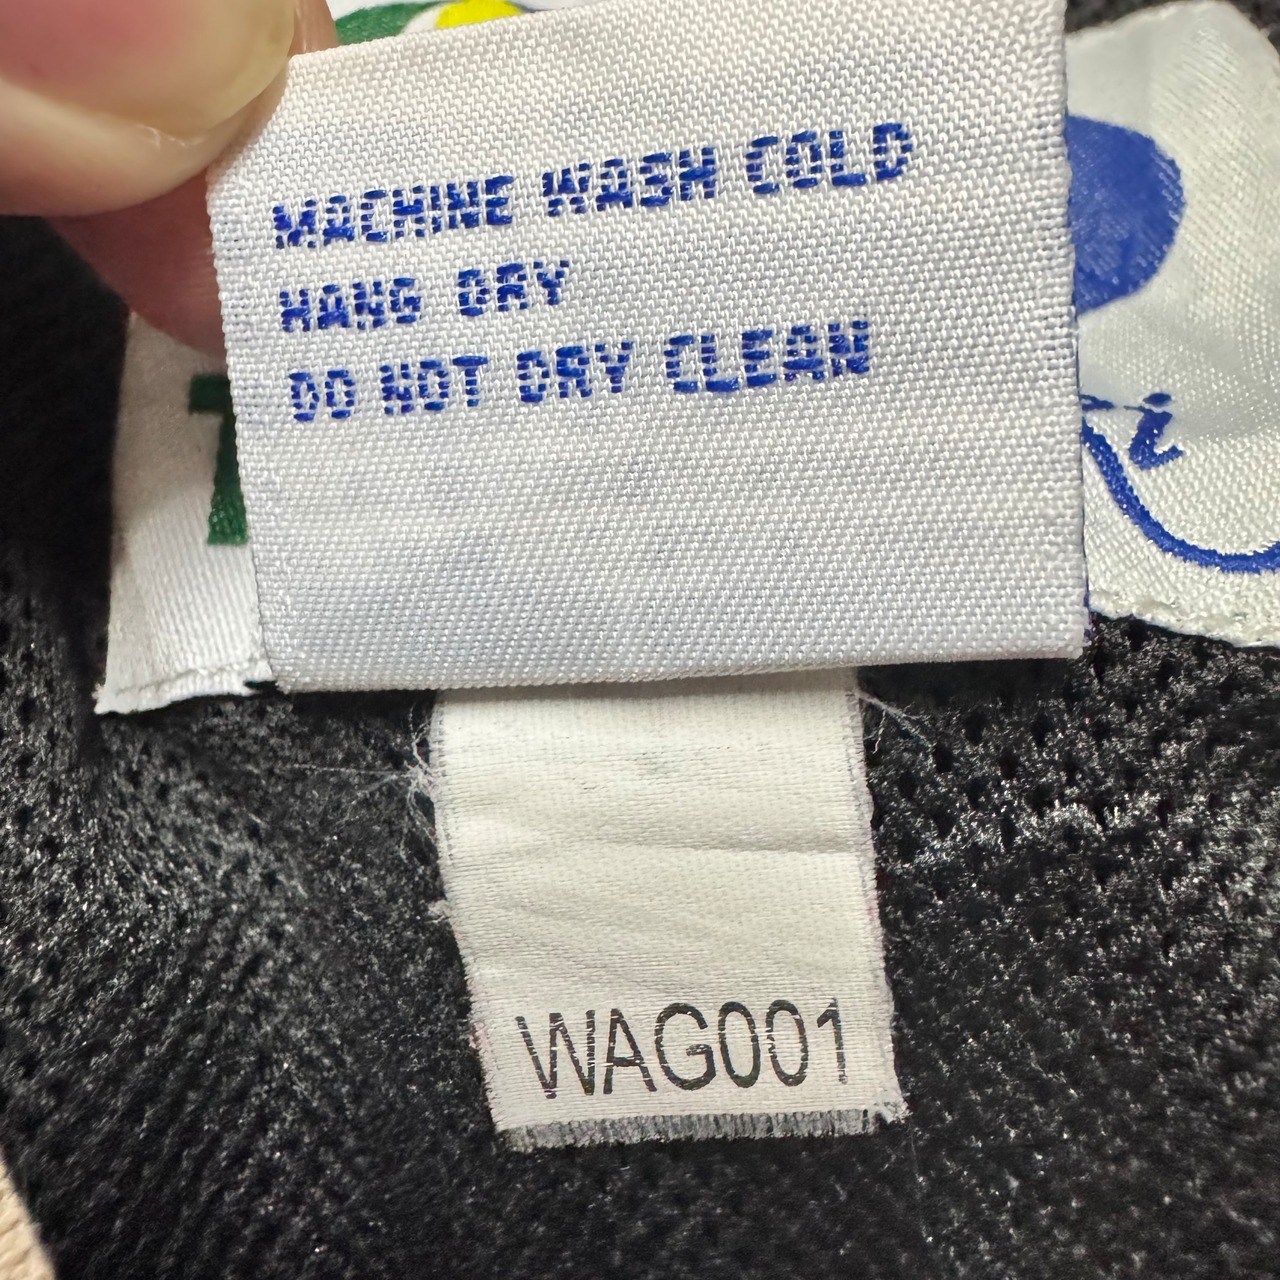 MACHINE WASH COLD
HANG DRY
DO NOT DRY CLEAN
WAG001